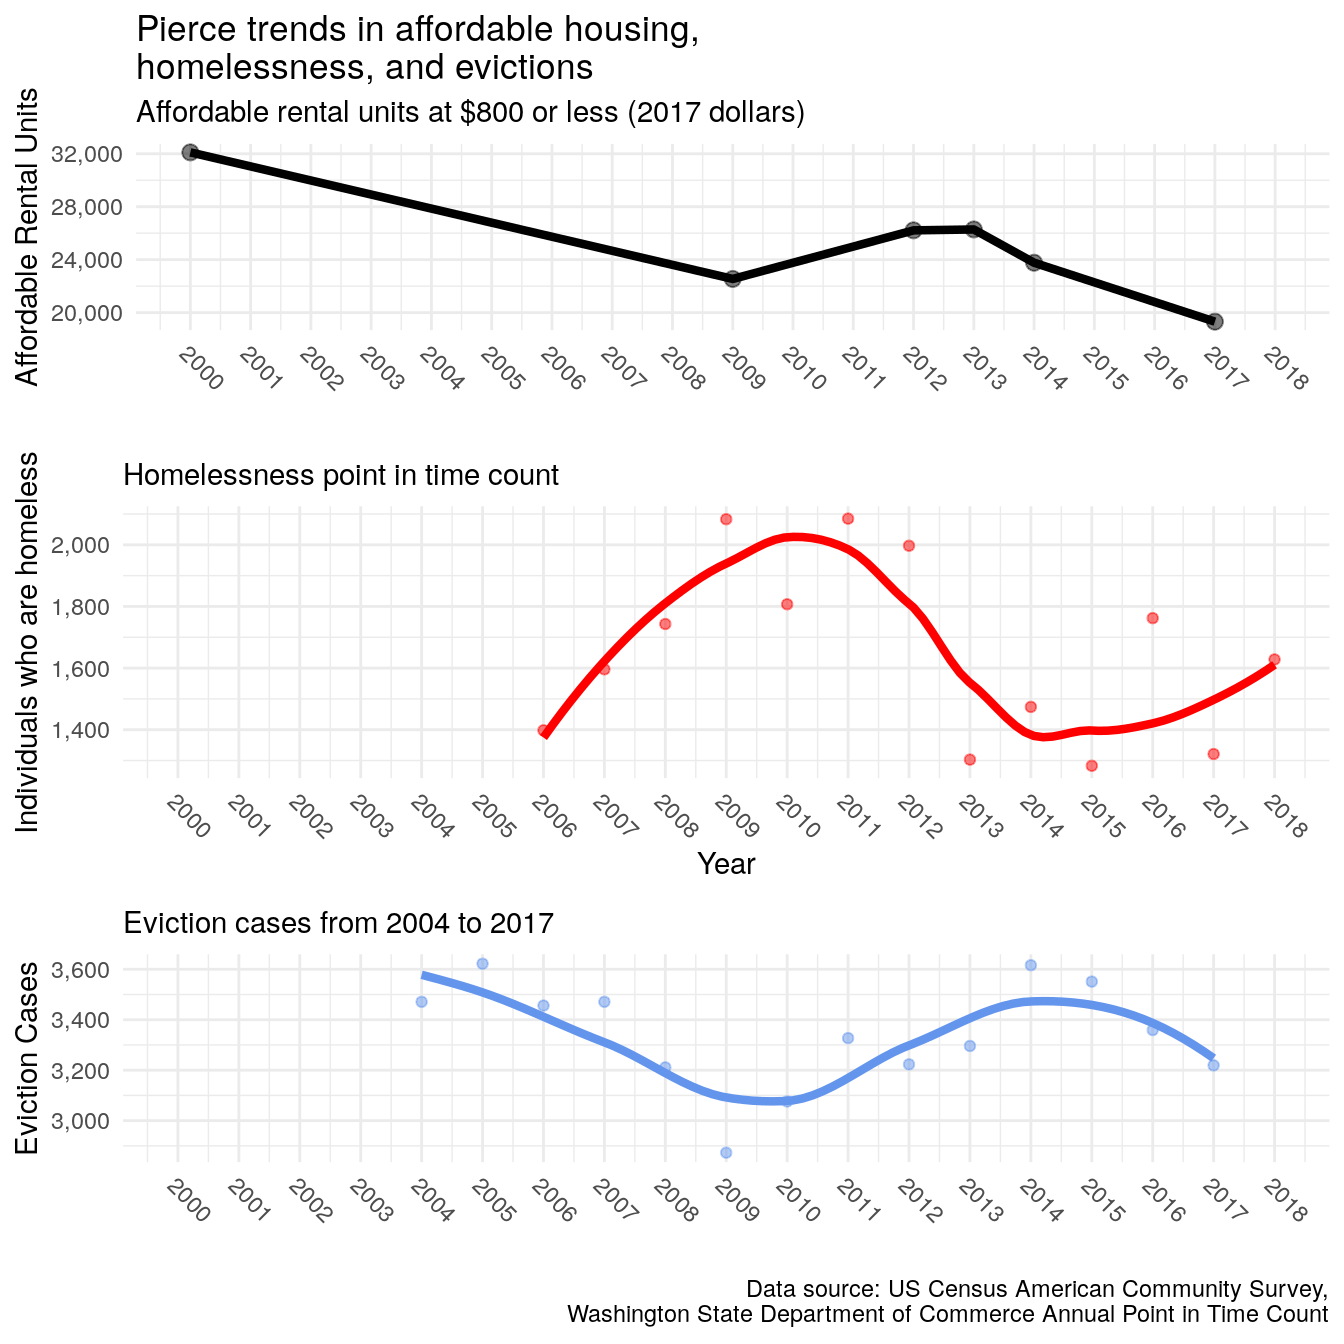 Pierce trends in affordable housing,
homelessness, and evictions
Affordable rental units at $800 or less (2017 dollars)
Affordable Rental Units
32,000
28,000
24,000
20,000
2000 2001 2002 2003 2004 2005 2006 2007 2008 2009 2010 2011 2012 2013 2014 2015 2016 2017 2018
Homelessness point in time count
Individuals who are homeless
2,000
1,800
1,600
1,400
2000 2001 2002 2003 2004 2005 2006 2007 2008 2009 2010 2011 2012 2013 2014 2015 2016 2017 2018
Year
Eviction cases from 2004 to 2017
Eviction Cases
3,600
3,400
3,200
3,000
2000 2001 2002 2003 2004 2005 2006 2007 2008 2009 2010 2011 2012 2013 2014 2015 2016 2017 2018
Data source: US Census American Community Survey,
Washington State Department of Commerce Annual Point in Time Count